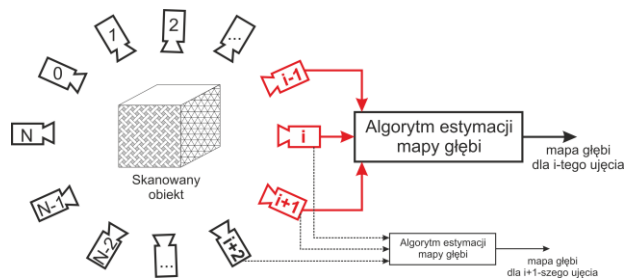 0
1
2
...
i-1
N
i
N-1
N-2
...
i+2
i+1
Skanowany
obiekt
Algorytm estymacji
mapy głębi
mapa głębi
dla i-tego ujęcia
Algorytm estymacji
mapy głębi
mapa głębi
dla i+1-szego ujęcia